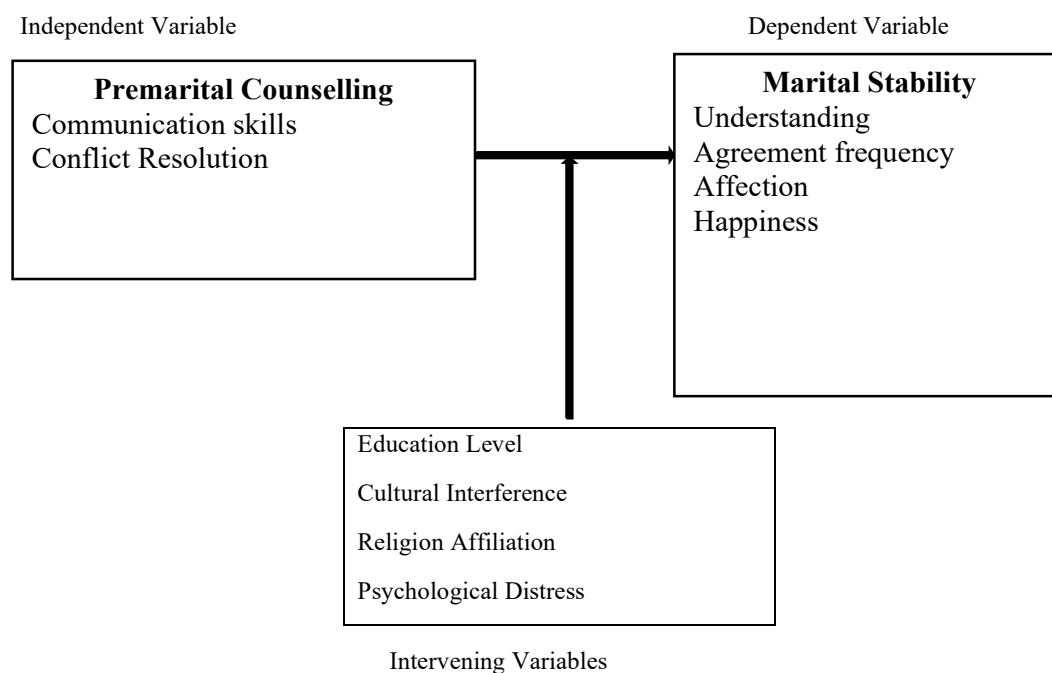 Independent Variable
Dependent Variable
Premarital Counselling
Communication skills
Conflict Resolution
Marital Stability
Understanding
Agreement frequency
Affection
Happiness
Education Level
Cultural Interference
Religion Affiliation
Psychological Distress
Intervening Variables